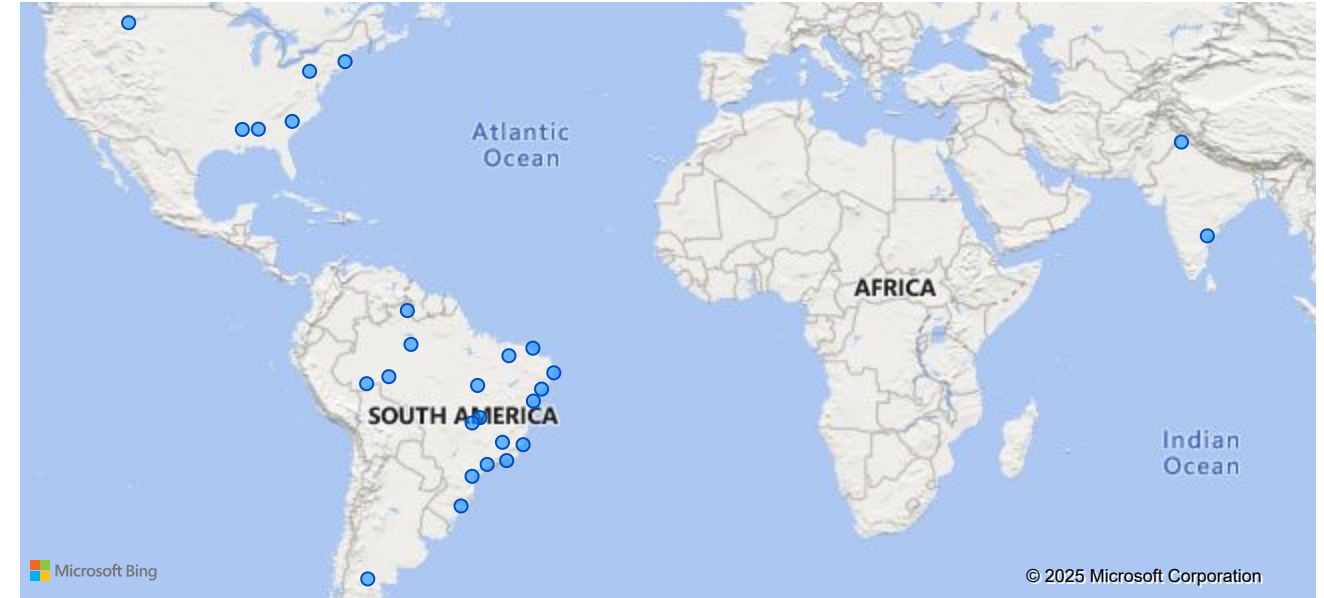 Atlantic
Ocean
AFRICA
SOUTH AMERICA
Indian
Ocean
Microsoft Bing
© 2025 Microsoft Corporation